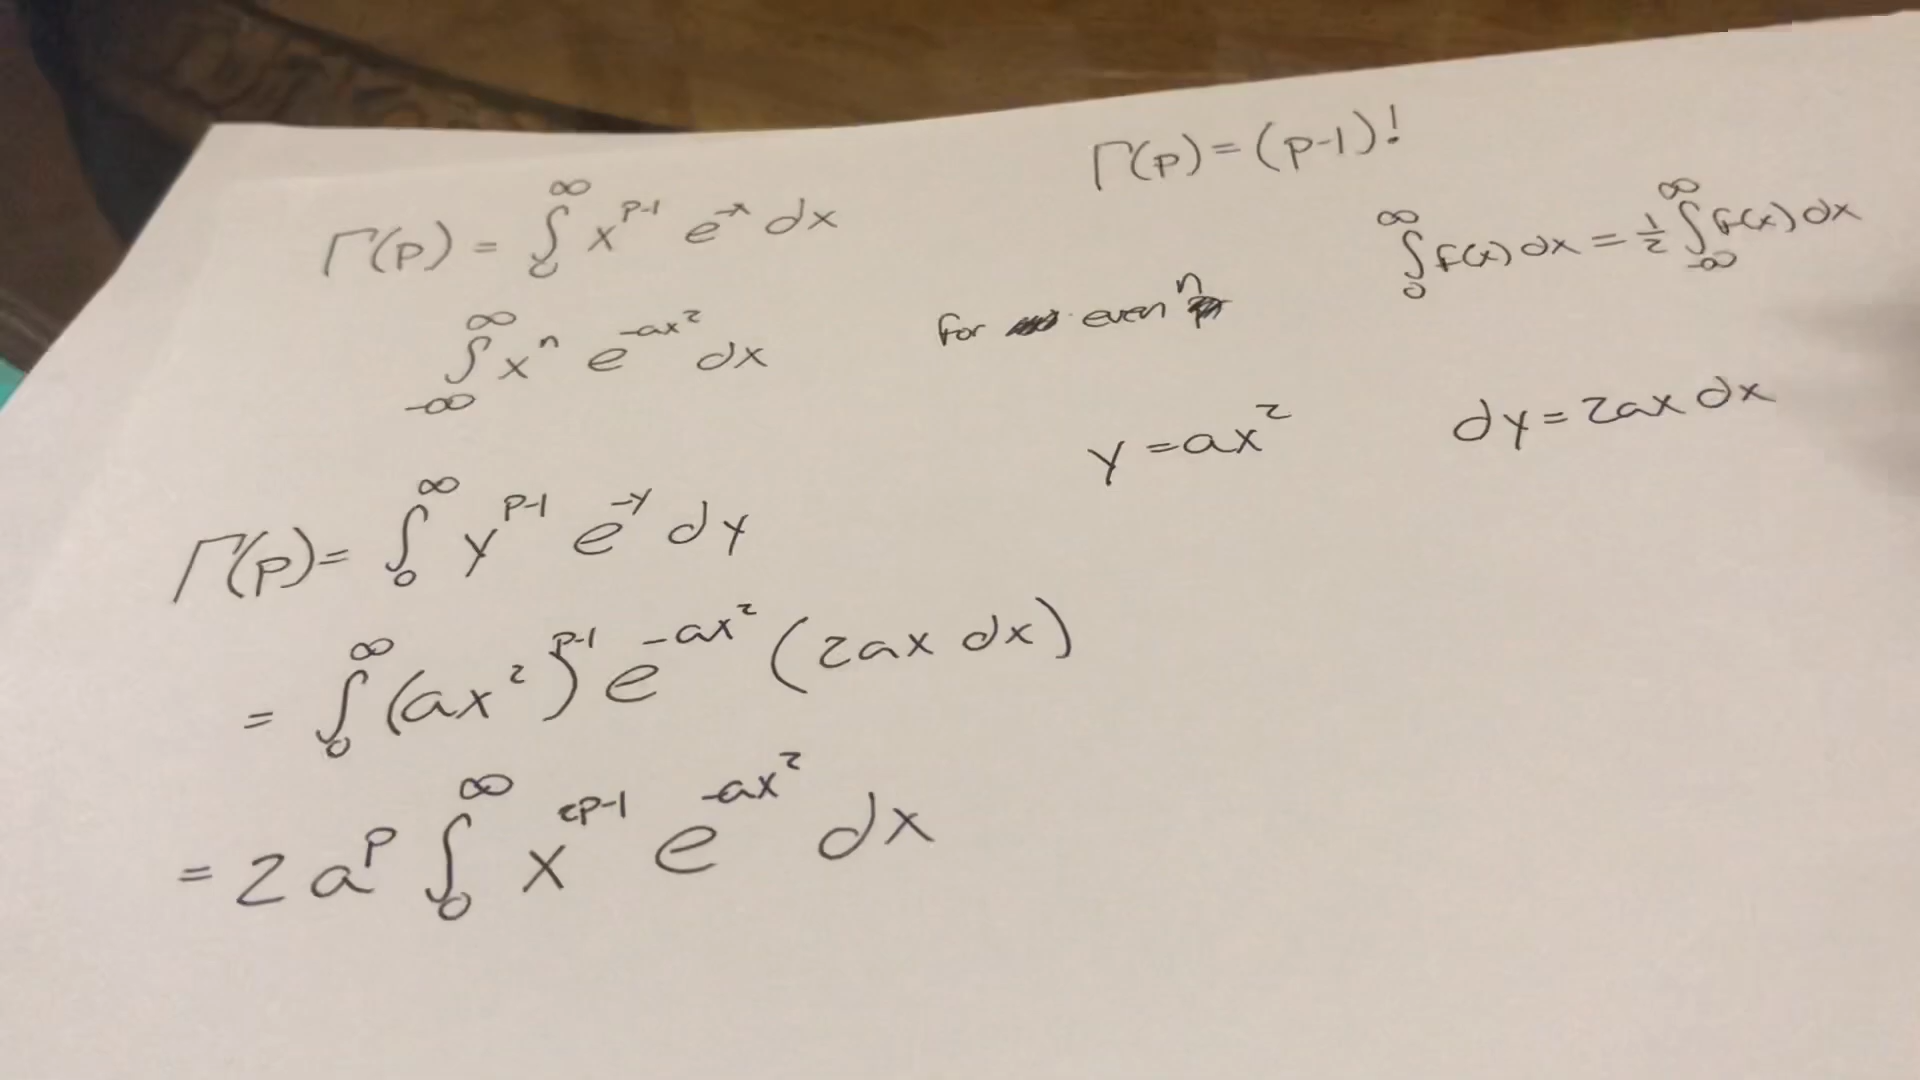 Γ(p) = (p-1)!
Γ(p) = ∫₀^∞ x^(p-1) e^(-x) dx
∫₀^∞ f(x) dx = ½ ∫_(-∞)^∞ f(x) dx
∫_(-∞)^∞ x^n e^(-ax²) dx for even n
y = ax² dy = 2ax dx
Γ(p) = ∫₀^∞ y^(p-1) e^(-y) dy
= ∫₀^∞ (ax²)^(p-1) e^(-ax²) (2ax dx)
= 2a^p ∫₀^∞ x^(2p-1) e^(-ax²) dx